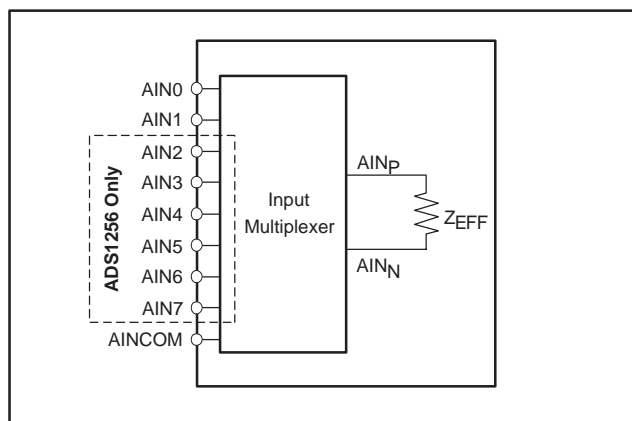 AIN0
AIN1
AIN2
AIN3
AIN4
AIN5
AIN6
AIN7
AINCOM
ADS1256 Only
Input
Multiplexer
AINP
ZEFF
AINN